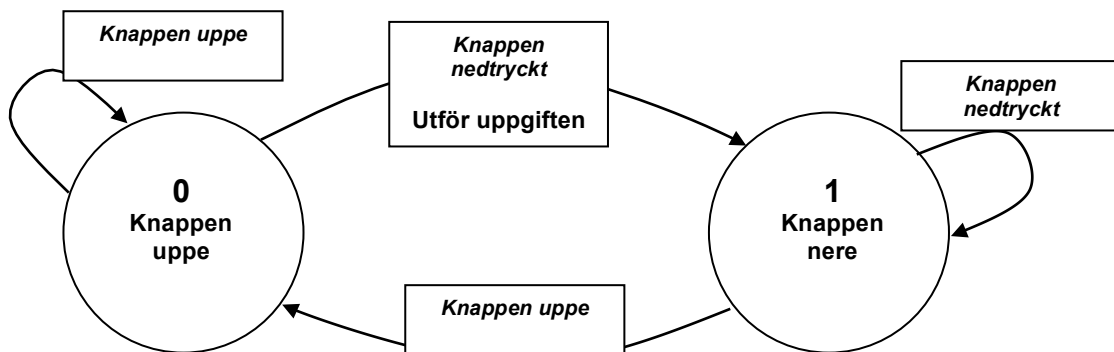 Knappen uppe
Knappen
nedtryckt
Utför uppgiften
Knappen
nedtryckt
0
Knappen
uppe
1
Knappen
nere
Knappen uppe